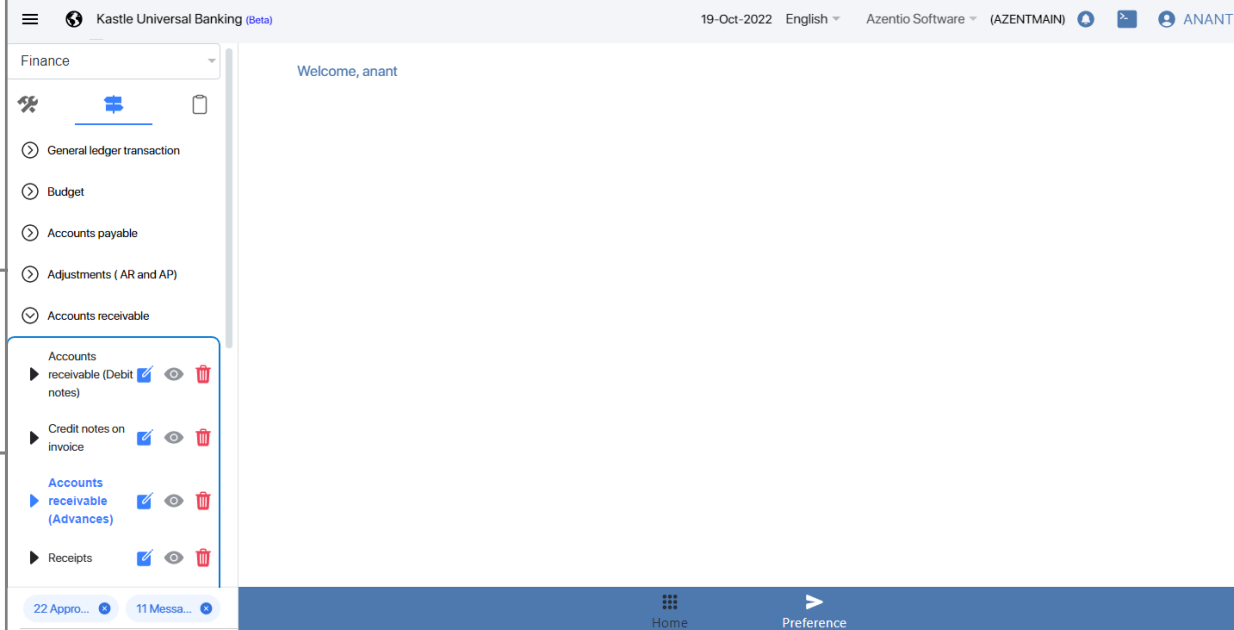 Kastle Universal Banking (Beta)
19-Oct-2022 English Azentio Software (AZENTMAIN) ANANT
Finance
Welcome, anant
General ledger transaction
Budget
Accounts payable
Adjustments ( AR and AP)
Accounts receivable
Accounts
receivable (Debit
notes)
Credit notes on
invoice
Accounts
receivable
(Advances)
Receipts
22 Appro...
11 Messa...
Home
Preference